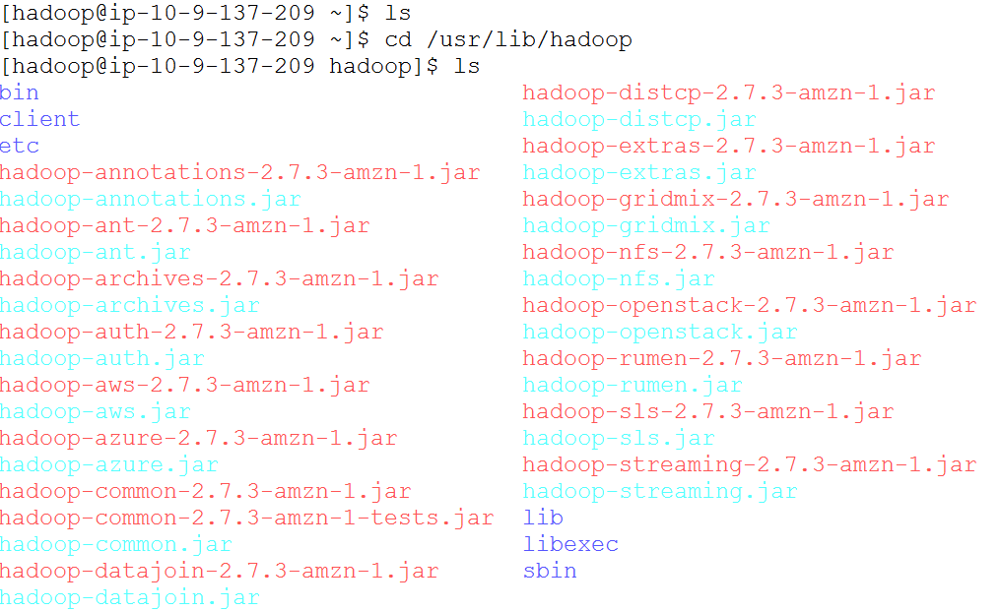 [hadoop@ip-10-9-137-209 ~]$ ls
[hadoop@ip-10-9-137-209 ~]$ cd /usr/lib/hadoop
[hadoop@ip-10-9-137-209 hadoop]$ ls
bin hadoop-distcp-2.7.3-amzn-1.jar
client hadoop-distcp.jar
etc hadoop-extras-2.7.3-amzn-1.jar
hadoop-annotations-2.7.3-amzn-1.jar hadoop-extras.jar
hadoop-annotations.jar hadoop-gridmix-2.7.3-amzn-1.jar
hadoop-ant-2.7.3-amzn-1.jar hadoop-gridmix.jar
hadoop-ant.jar hadoop-nfs-2.7.3-amzn-1.jar
hadoop-archives-2.7.3-amzn-1.jar hadoop-nfs.jar
hadoop-archives.jar hadoop-openstack-2.7.3-amzn-1.jar
hadoop-auth-2.7.3-amzn-1.jar hadoop-openstack.jar
hadoop-auth.jar hadoop-rumen-2.7.3-amzn-1.jar
hadoop-aws-2.7.3-amzn-1.jar hadoop-rumen.jar
hadoop-aws.jar hadoop-sls-2.7.3-amzn-1.jar
hadoop-azure-2.7.3-amzn-1.jar hadoop-sls.jar
hadoop-azure.jar hadoop-streaming-2.7.3-amzn-1.jar
hadoop-common-2.7.3-amzn-1.jar hadoop-streaming.jar
hadoop-common-2.7.3-amzn-1-tests.jar lib
hadoop-common.jar libexec
hadoop-datajoin-2.7.3-amzn-1.jar sbin
hadoop-datajoin.jar